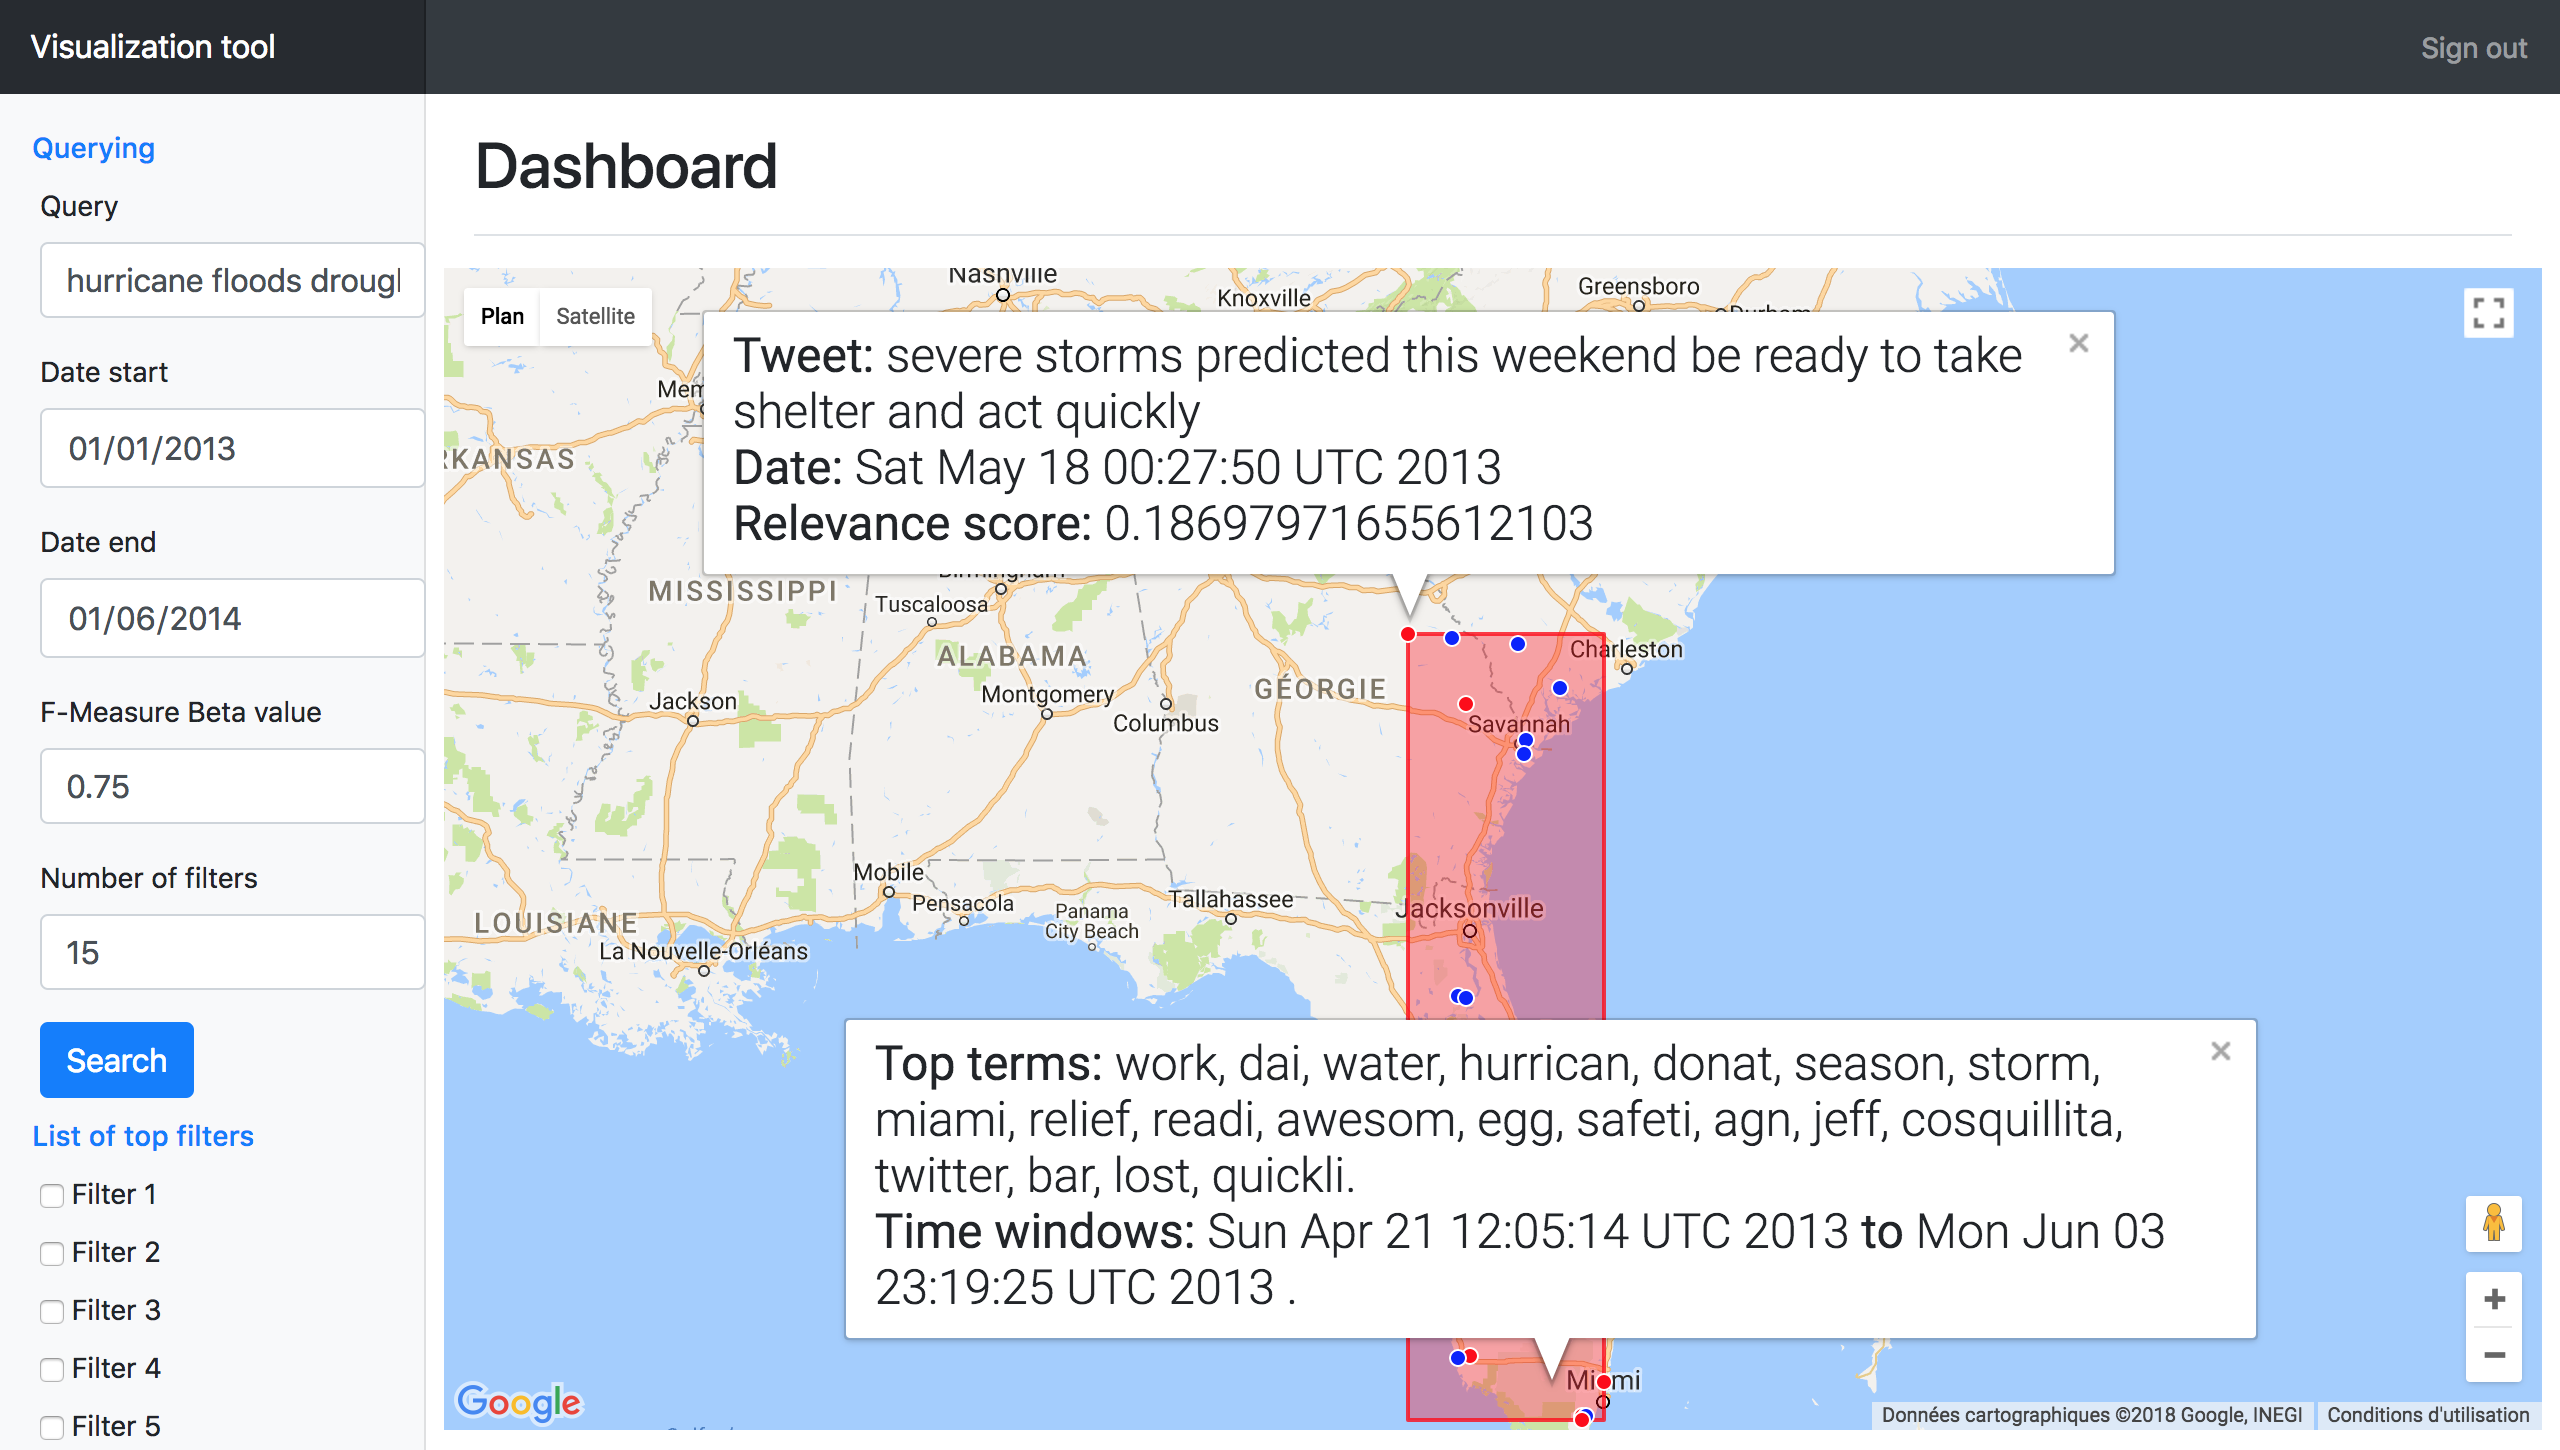 Visualization tool
Sign out
Querying
Query
hurricane floods droug
Date start
01/01/2013
Date end
01/06/2014
F-Measure Beta value
0.75
Number of filters
15
Search
List of top filters
Filter 1
Filter 2
Filter 3
Filter 4
Filter 5
Dashboard
Plan
Satellite
Nashville
Knoxville
Greensboro
Durham
Tweet: severe storms predicted this weekend be ready to take
shelter and act quickly
Date: Sat May 18 00:27:50 UTC 2013
Relevance score: 0.18697971655612103
Mem
RKANSAS
MISSISSIPPI
Birmingham
Tuscaloosa
ALABAMA
Charleston
GÉORGIE
Jackson
Montgomery
Columbus
Savannah
Mobile
Pensacola
Panama
City Beach
Tallahassee
Jacksonville
LOUISIANE
La Nouvelle-Orléans
Top terms: work, dai, water, hurrican, donat, season, storm,
miami, relief, readi, awesom, egg, safeti, agn, jeff, cosquillita,
twitter, bar, lost, quickli.
Time windows: Sun Apr 21 12:05:14 UTC 2013 to Mon Jun 03
23:19:25 UTC 2013 .
Miami
Google
Données cartographiques ©2018 Google, INEGI
Conditions d'utilisation